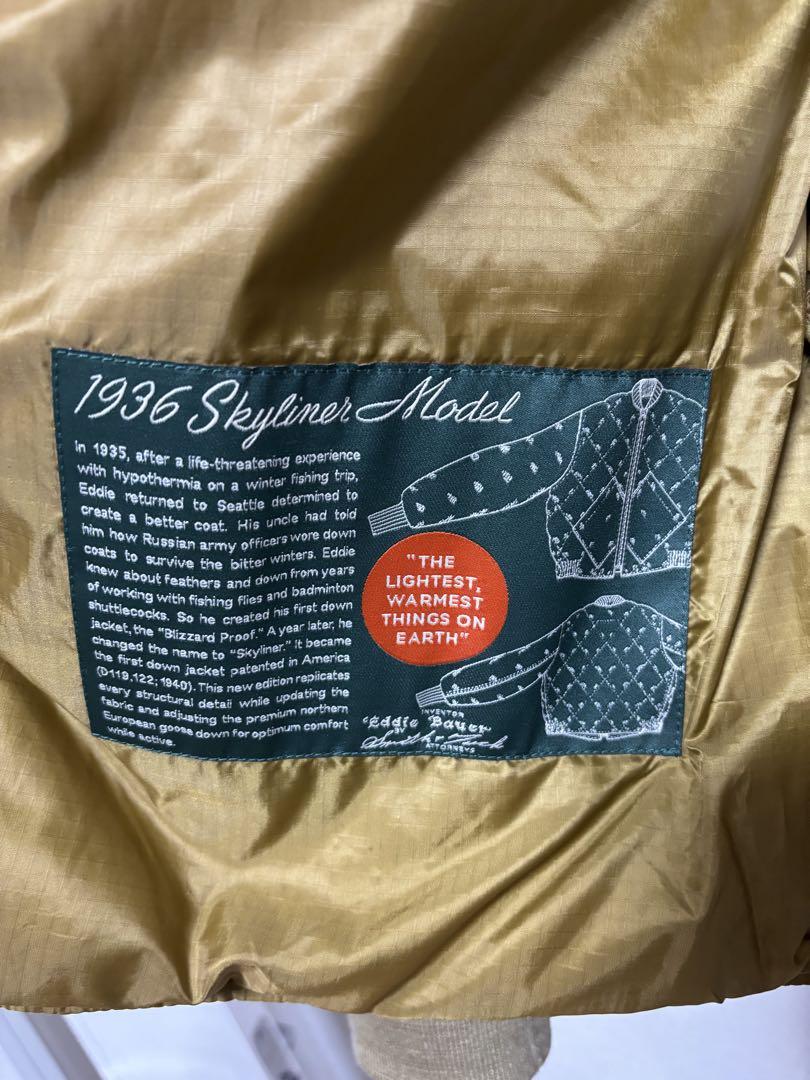 1936 Skyliner Model
In 1935, after a life-threatening experience
with hypothermia on a winter fishing trip,
Eddie returned to Seattle determined to
create a better coat. His uncle had told
him how Russian army officers wore down
coats to survive the bitter winters. Eddie
knew about feathers and down from years
of working with fishing flies and badminton
shuttlecocks. So he created his first down
jacket, the "Blizzard Proof." A year later, he
changed the name to "Skyliner." It became
the first down jacket patented in America
(D119,122; 1940). This new edition replicates
every structural detail while updating the
fabric and adjusting the premium northern
European goose down for optimum comfort
while active.
"THE
LIGHTEST,
WARMEST
THINGS ON
EARTH"
INVENTOR
Eddie Bauer
BY
ATTORNEYS